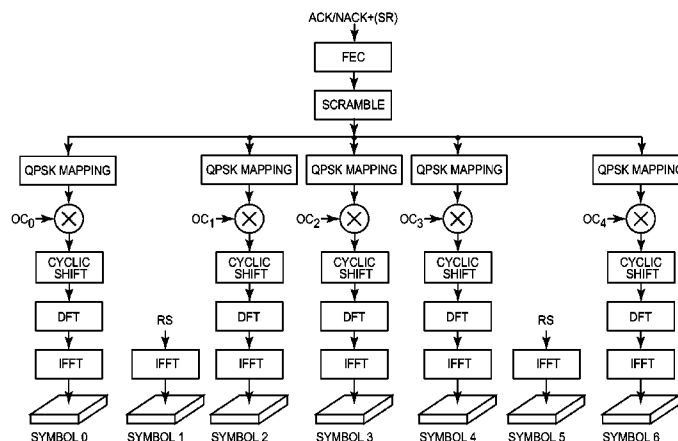 ACK/NACK+(SR)
FEC
SCRAMBLE
QPSK MAPPING QPSK MAPPING QPSK MAPPING QPSK MAPPING QPSK MAPPING
OC0 OC1 OC2 OC3 OC4
CYCLIC SHIFT CYCLIC SHIFT CYCLIC SHIFT CYCLIC SHIFT CYCLIC SHIFT
DFT RS DFT DFT DFT RS DFT
IFFT IFFT IFFT IFFT IFFT IFFT IFFT
SYMBOL 0 SYMBOL 1 SYMBOL 2 SYMBOL 3 SYMBOL 4 SYMBOL 5 SYMBOL 6